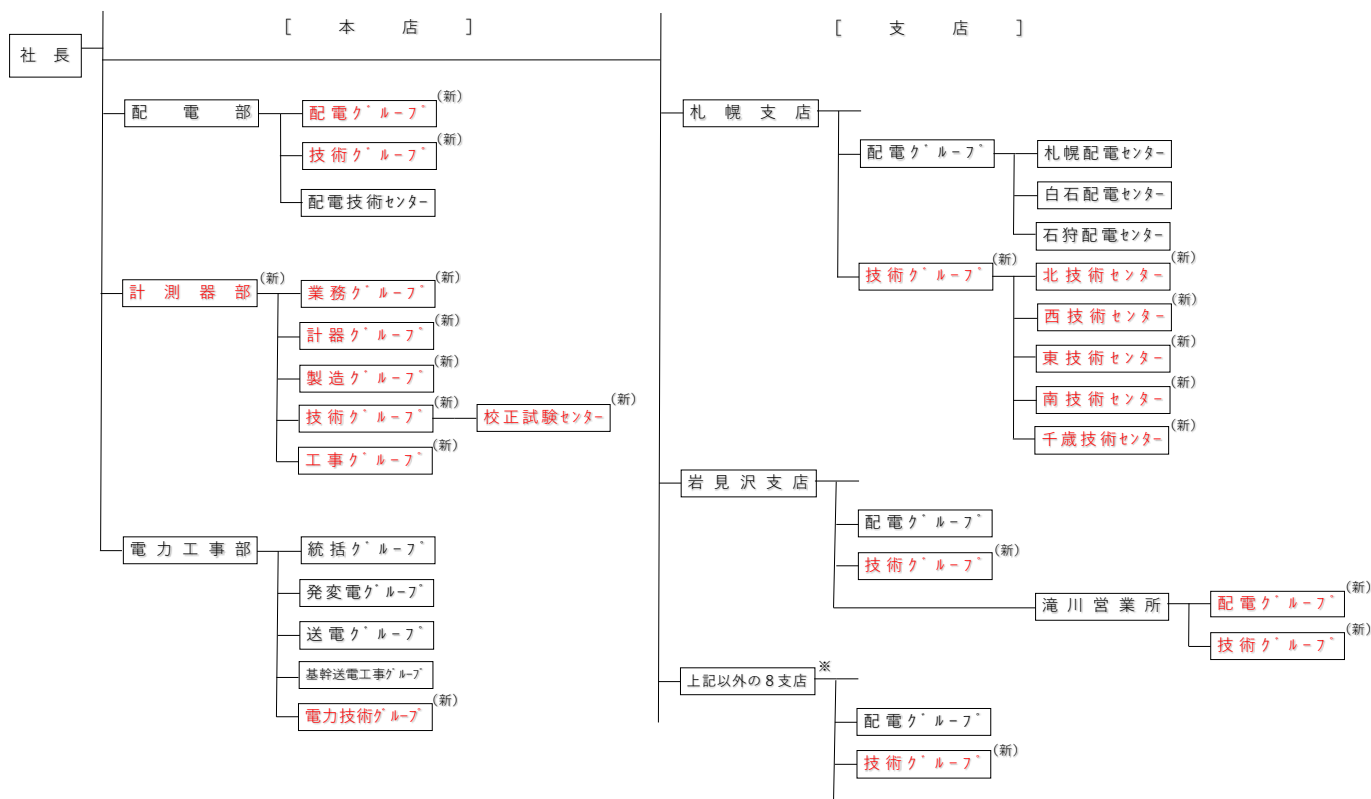 [ 本 店 ]
[ 支 店 ]
社 長
配 電 部
配電グループ (新)
技術グループ (新)
配電技術センター
計 測 器 部 (新)
業務グループ (新)
計器グループ (新)
製造グループ (新)
技術グループ (新)
校正試験センター (新)
工事グループ (新)
電 力 工 事 部
統括グループ
発変電グループ
送電グループ
基幹送電工事グループ
電力技術グループ (新)
札 幌 支 店
配電グループ
札幌配電センター
白石配電センター
石狩配電センター
技術グループ (新)
北技術センター (新)
西技術センター (新)
東技術センター (新)
南技術センター (新)
千歳技術センター (新)
岩 見 沢 支 店
配電グループ
技術グループ (新)
滝 川 営 業 所
配電グループ (新)
技術グループ (新)
上記以外の8支店 ※
配電グループ
技術グループ (新)